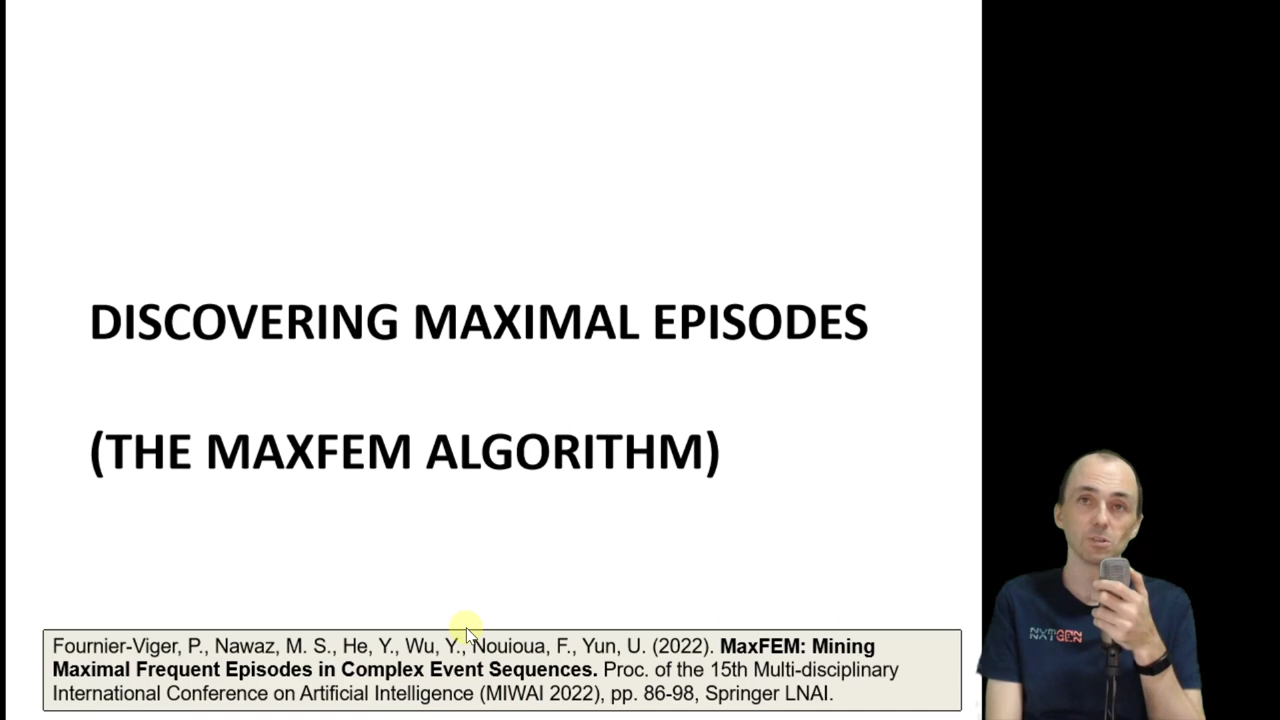 DISCOVERING MAXIMAL EPISODES
(THE MAXFEM ALGORITHM)
Fournier-Viger, P., Nawaz, M. S., He, Y., Wu, Y., Nouioua, F., Yun, U. (2022). MaxFEM: Mining
Maximal Frequent Episodes in Complex Event Sequences. Proc. of the 15th Multi-disciplinary
International Conference on Artificial Intelligence (MIWAI 2022), pp. 86-98, Springer LNAI.